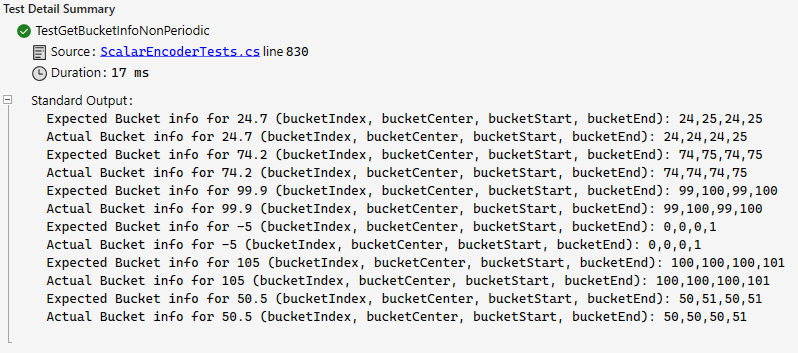 Test Detail Summary
TestGetBucketInfoNonPeriodic
Source: ScalarEncoderTests.cs line 830
Duration: 17 ms
Standard Output:
Expected Bucket info for 24.7 (bucketIndex, bucketCenter, bucketStart, bucketEnd): 24,25,24,25
Actual Bucket info for 24.7 (bucketIndex, bucketCenter, bucketStart, bucketEnd): 24,24,24,25
Expected Bucket info for 74.2 (bucketIndex, bucketCenter, bucketStart, bucketEnd): 74,75,74,75
Actual Bucket info for 74.2 (bucketIndex, bucketCenter, bucketStart, bucketEnd): 74,74,74,75
Expected Bucket info for 99.9 (bucketIndex, bucketCenter, bucketStart, bucketEnd): 99,100,99,100
Actual Bucket info for 99.9 (bucketIndex, bucketCenter, bucketStart, bucketEnd): 99,100,99,100
Expected Bucket info for -5 (bucketIndex, bucketCenter, bucketStart, bucketEnd): 0,0,0,1
Actual Bucket info for -5 (bucketIndex, bucketCenter, bucketStart, bucketEnd): 0,0,0,1
Expected Bucket info for 105 (bucketIndex, bucketCenter, bucketStart, bucketEnd): 100,100,100,101
Actual Bucket info for 105 (bucketIndex, bucketCenter, bucketStart, bucketEnd): 100,100,100,101
Expected Bucket info for 50.5 (bucketIndex, bucketCenter, bucketStart, bucketEnd): 50,51,50,51
Actual Bucket info for 50.5 (bucketIndex, bucketCenter, bucketStart, bucketEnd): 50,50,50,51